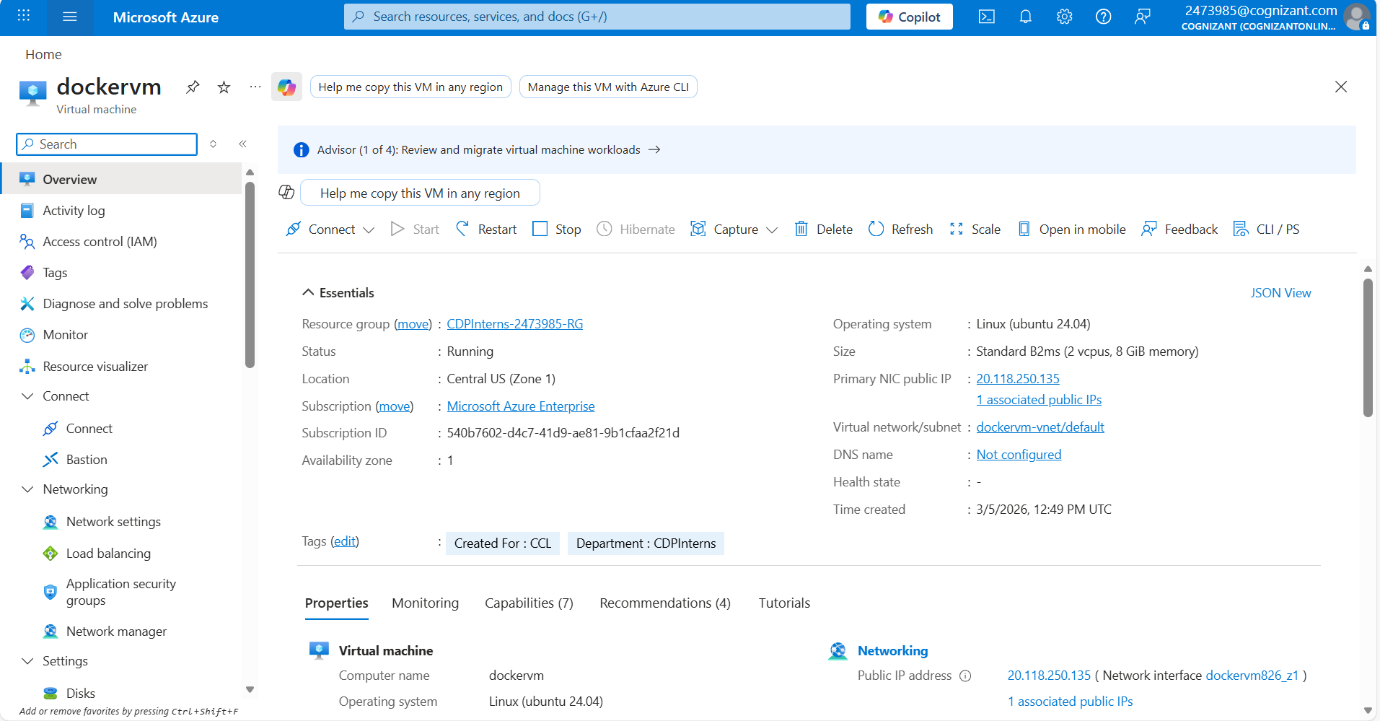 Microsoft Azure
Search resources, services, and docs (G+/)
Copilot
2473985@cognizant.com
COGNIZANT (COGNIZANTONLIN...
Home
dockervm
Virtual machine
Help me copy this VM in any region
Manage this VM with Azure CLI
Search
Advisor (1 of 4): Review and migrate virtual machine workloads →
Help me copy this VM in any region
Connect Start Restart Stop Hibernate Capture Delete Refresh Scale Open in mobile Feedback CLI / PS
Overview
Activity log
Access control (IAM)
Tags
Diagnose and solve problems
Monitor
Resource visualizer
Connect
Connect
Bastion
Networking
Network settings
Load balancing
Application security
groups
Network manager
Settings
Disks
Add or remove favorites by pressing Ctrl+Shift+F
Essentials
JSON View
Resource group (move) : CDPInterns-2473985-RG
Status : Running
Location : Central US (Zone 1)
Subscription (move) : Microsoft Azure Enterprise
Subscription ID : 540b7602-d4c7-41d9-ae81-9b1cfaa2f21d
Availability zone : 1
Operating system : Linux (ubuntu 24.04)
Size : Standard B2ms (2 vcpus, 8 GiB memory)
Primary NIC public IP : 20.118.250.135
1 associated public IPs
Virtual network/subnet : dockervm-vnet/default
DNS name : Not configured
Health state : -
Time created : 3/5/2026, 12:49 PM UTC
Tags (edit) : Created For : CCL Department : CDPInterns
Properties Monitoring Capabilities (7) Recommendations (4) Tutorials
Virtual machine
Computer name dockervm
Operating system Linux (ubuntu 24.04)
Networking
Public IP address 20.118.250.135 ( Network interface dockervm826_z1 )
1 associated public IPs